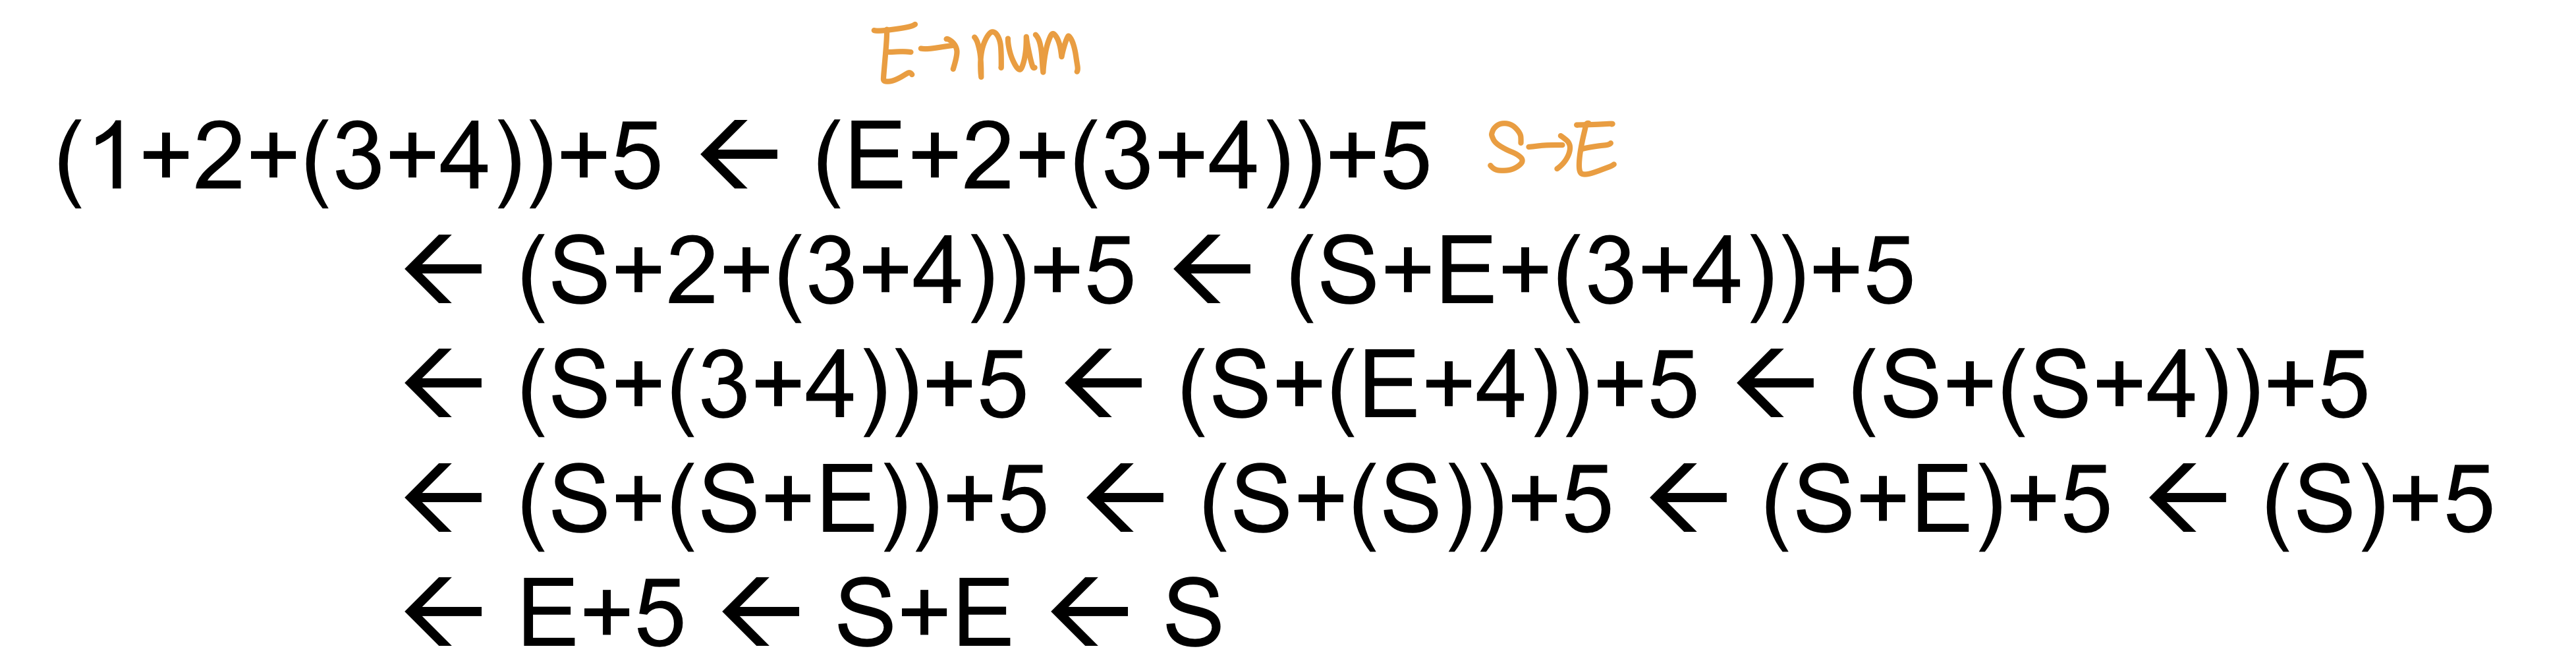 E→num
(1+2+(3+4))+5 ← (E+2+(3+4))+5 S→E
← (S+2+(3+4))+5 ← (S+E+(3+4))+5
← (S+(3+4))+5 ← (S+(E+4))+5 ← (S+(S+4))+5
← (S+(S+E))+5 ← (S+(S))+5 ← (S+E)+5 ← (S)+5
← E+5 ← S+E ← S